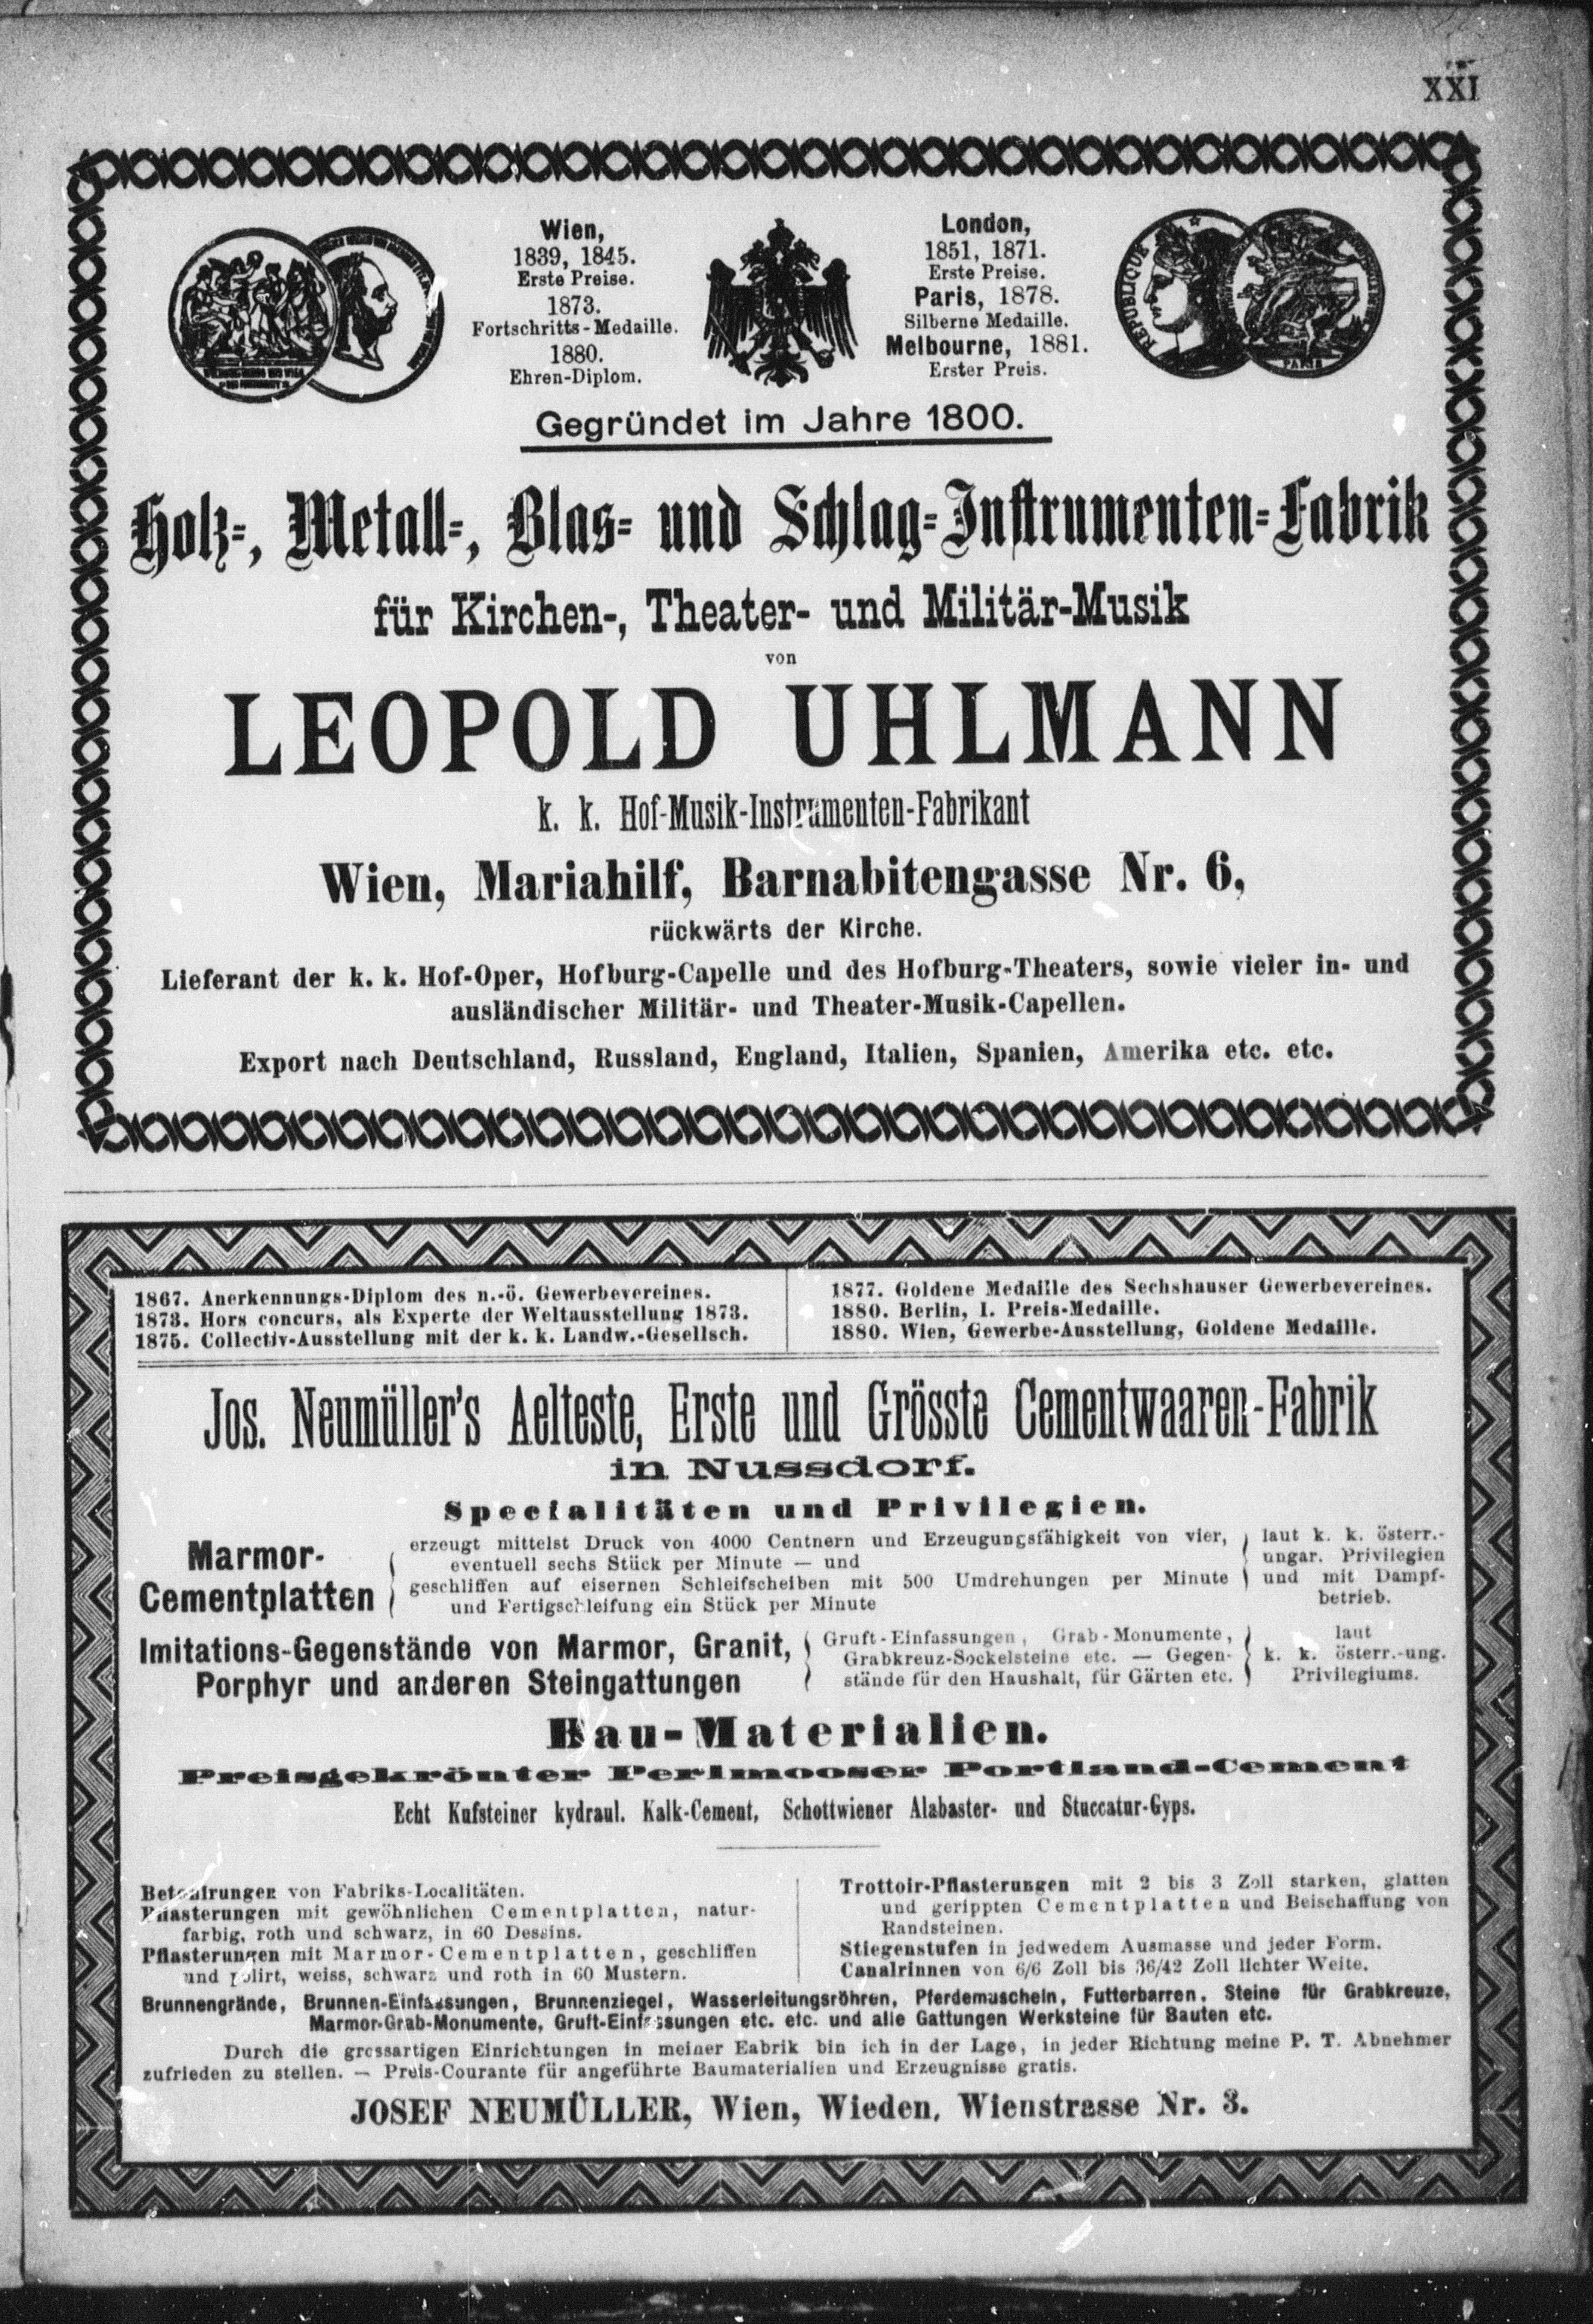 XXI
Wien,
1839, 1845.
Erste Preise.
1873.
Fortschritts-Medaille.
1880.
Ehren-Diplom.
London,
1851, 1871.
Erste Preise.
Paris, 1878.
Silberne Medaille.
Melbourne, 1881.
Erster Preis.
REPUBLIQUE
PARIS
Gegründet im Jahre 1800.
Holz-, Metall-, Blas- und Schlag-Instrumenten-Fabrik
für Kirchen-, Theater- und Militär-Musik
von
LEOPOLD UHLMANN
k. k. Hof-Musik-Instrumenten-Fabrikant
Wien, Mariahilf, Barnabitengasse Nr. 6,
rückwärts der Kirche.
Lieferant der k. k. Hof-Oper, Hofburg-Capelle und des Hofburg-Theaters, sowie vieler in- und
ausländischer Militär- und Theater-Musik-Capellen.
Export nach Deutschland, Russland, England, Italien, Spanien, Amerika etc. etc.
1867. Anerkennungs-Diplom des n.-ö. Gewerbevereines.
1873. Hors concurs, als Experte der Weltausstellung 1873.
1875. Collectiv-Ausstellung mit der k. k. Landw.-Gesellsch.
1877. Goldene Medaille des Sechshauser Gewerbevereines.
1880. Berlin, I. Preis-Medaille.
1880. Wien, Gewerbe-Ausstellung, Goldene Medaille.
Jos. Neumüller's Aelteste, Erste und Grösste Cementwaaren-Fabrik
in Nussdorf.
Specialitäten und Privilegien.
Marmor-
Cementplatten
erzeugt mittelst Druck von 4000 Centnern und Erzeugungsfähigkeit von vier,
eventuell sechs Stück per Minute — und
geschliffen auf eisernen Schleifscheiben mit 500 Umdrehungen per Minute
und Fertigschleifung ein Stück per Minute
laut k. k. österr.-
ungar. Privilegien
und mit Dampf-
betrieb.
Imitations-Gegenstände von Marmor, Granit,
Porphyr und anderen Steingattungen
Gruft-Einfassungen, Grab-Monumente,
Grabkreuz-Sockelsteine etc. — Gegen-
stände für den Haushalt, für Gärten etc.
laut
k. k. österr.-ung.
Privilegiums.
Bau-Materialien.
Preisgekrönter Perlmooser Portland-Cement
Echt Kufsteiner kydraul. Kalk-Cement, Schottwiener Alabaster- und Stuccatur-Gyps.
Betonirungen von Fabriks-Localitäten.
Pflasterungen mit gewöhnlichen Cementplatten, natur-
farbig, roth und schwarz, in 60 Dessins.
Pflasterungen mit Marmor-Cementplatten, geschliffen
und polirt, weiss, schwarz und roth in 60 Mustern.
Trottoir-Pflasterungen mit 2 bis 3 Zoll starken, glatten
und gerippten Cementplatten und Beischaffung von
Randsteinen.
Stiegenstufen in jedwedem Ausmasse und jeder Form.
Canalrinnen von 6/6 Zoll bis 36/42 Zoll lichter Weite.
Brunnengrände, Brunnen-Einfassungen, Brunnenziegel, Wasserleitungsröhren, Pferdemuscheln, Futterbarren, Steine für Grabkreuze,
Marmor-Grab-Monumente, Gruft-Einfassungen etc. etc. und alle Gattungen Werksteine für Bauten etc.
Durch die grossartigen Einrichtungen in meiner Eabrik bin ich in der Lage, in jeder Richtung meine P. T. Abnehmer
zufrieden zu stellen. — Preis-Courante für angeführte Baumaterialien und Erzeugnisse gratis.
JOSEF NEUMÜLLER, Wien, Wieden, Wienstrasse Nr. 3.